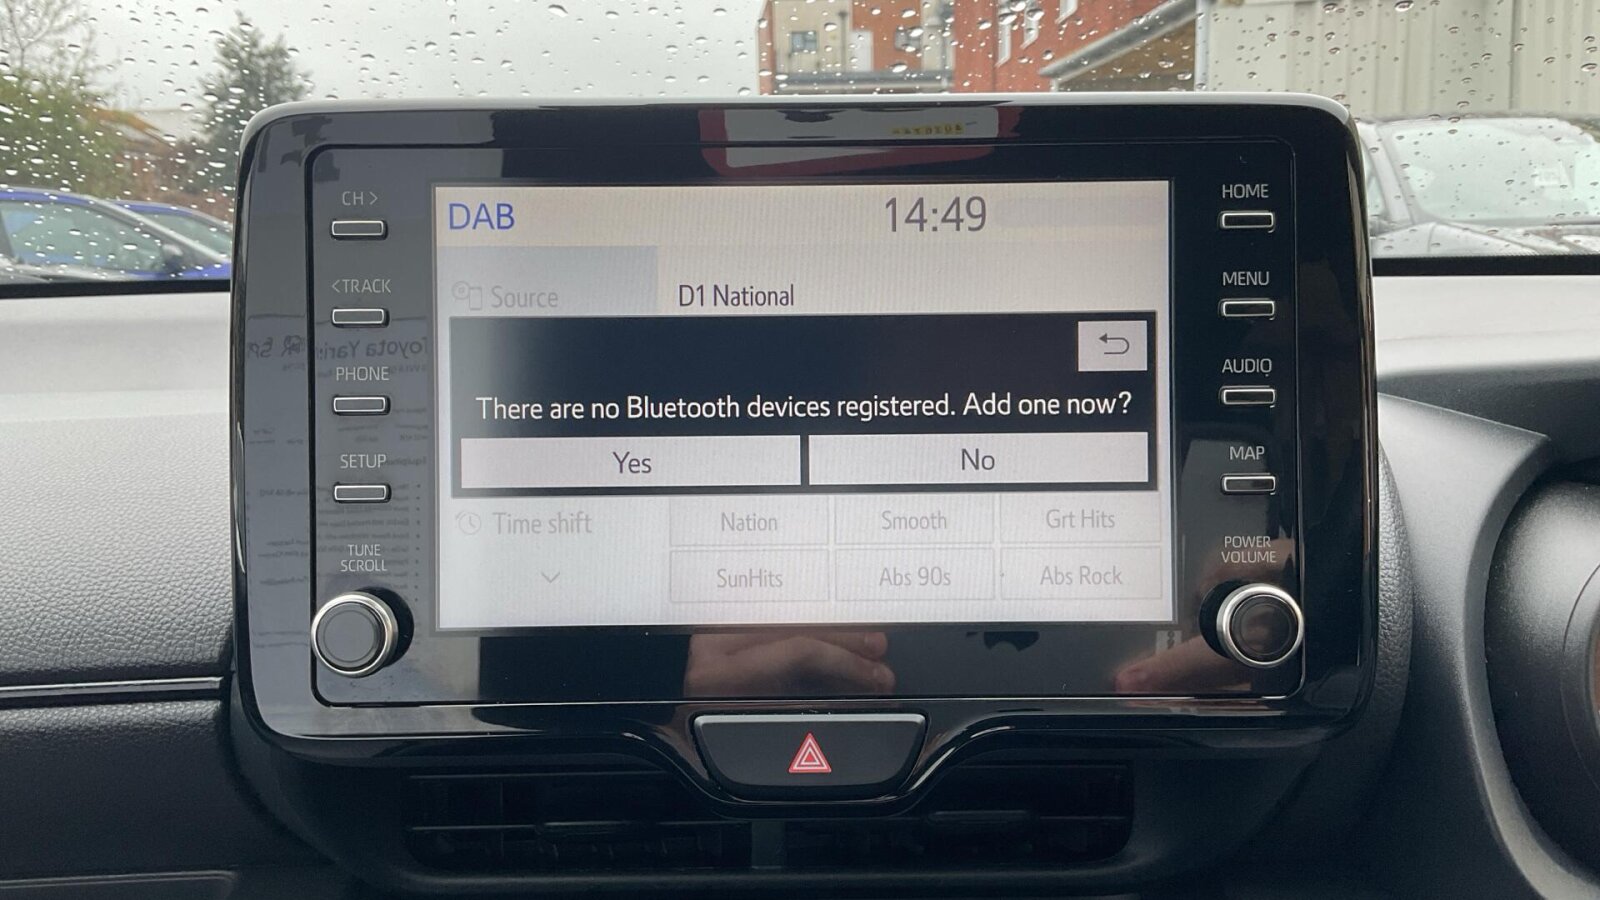 CH >
<TRACK
PHONE
SETUP
TUNE
SCROLL
DAB
14:49
Source
D1 National
There are no Bluetooth devices registered. Add one now?
Yes
No
Time shift
Nation
Smooth
Grt Hits
SunHits
Abs 90s
Abs Rock
HOME
MENU
AUDIO
MAP
POWER
VOLUME